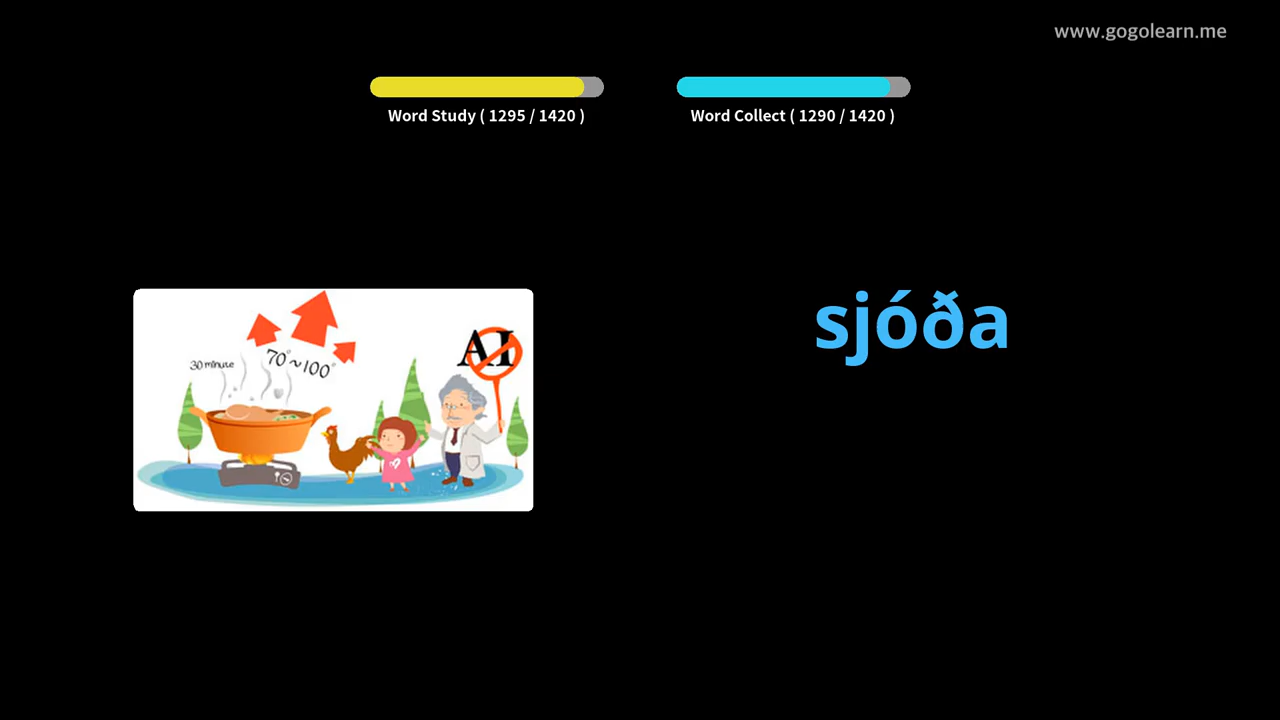 www.gogolearn.me
Word Study ( 1295 / 1420 )
Word Collect ( 1290 / 1420 )
sjóða
30 minute
70°~100°
AI